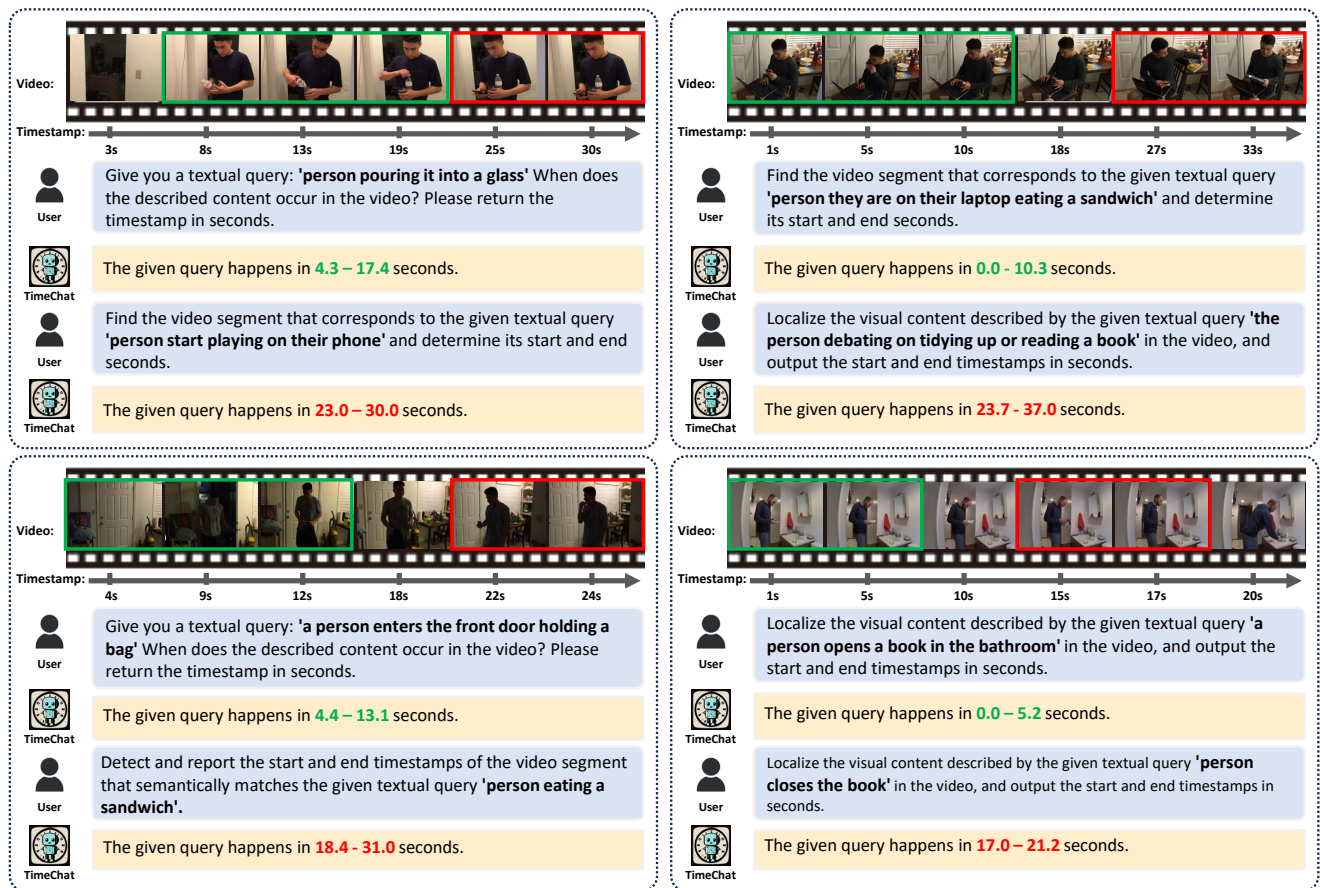 Video:
Timestamp:
3s 8s 13s 19s 25s 30s
User
Give you a textual query: 'person pouring it into a glass' When does
the described content occur in the video? Please return the
timestamp in seconds.
TimeChat
The given query happens in 4.3 – 17.4 seconds.
User
Find the video segment that corresponds to the given textual query
'person start playing on their phone' and determine its start and end
seconds.
TimeChat
The given query happens in 23.0 – 30.0 seconds.
Video:
Timestamp:
1s 5s 10s 18s 27s 33s
User
Find the video segment that corresponds to the given textual query
'person they are on their laptop eating a sandwich' and determine
its start and end seconds.
TimeChat
The given query happens in 0.0 - 10.3 seconds.
User
Localize the visual content described by the given textual query 'the
person debating on tidying up or reading a book' in the video, and
output the start and end timestamps in seconds.
TimeChat
The given query happens in 23.7 - 37.0 seconds.
Video:
Timestamp:
4s 9s 12s 18s 22s 24s
User
Give you a textual query: 'a person enters the front door holding a
bag' When does the described content occur in the video? Please
return the timestamp in seconds.
TimeChat
The given query happens in 4.4 – 13.1 seconds.
User
Detect and report the start and end timestamps of the video segment
that semantically matches the given textual query 'person eating a
sandwich'.
TimeChat
The given query happens in 18.4 - 31.0 seconds.
Video:
Timestamp:
1s 5s 10s 15s 17s 20s
User
Localize the visual content described by the given textual query 'a
person opens a book in the bathroom' in the video, and output the
start and end timestamps in seconds.
TimeChat
The given query happens in 0.0 – 5.2 seconds.
User
Localize the visual content described by the given textual query 'person
closes the book' in the video, and output the start and end timestamps in
seconds.
TimeChat
The given query happens in 17.0 – 21.2 seconds.